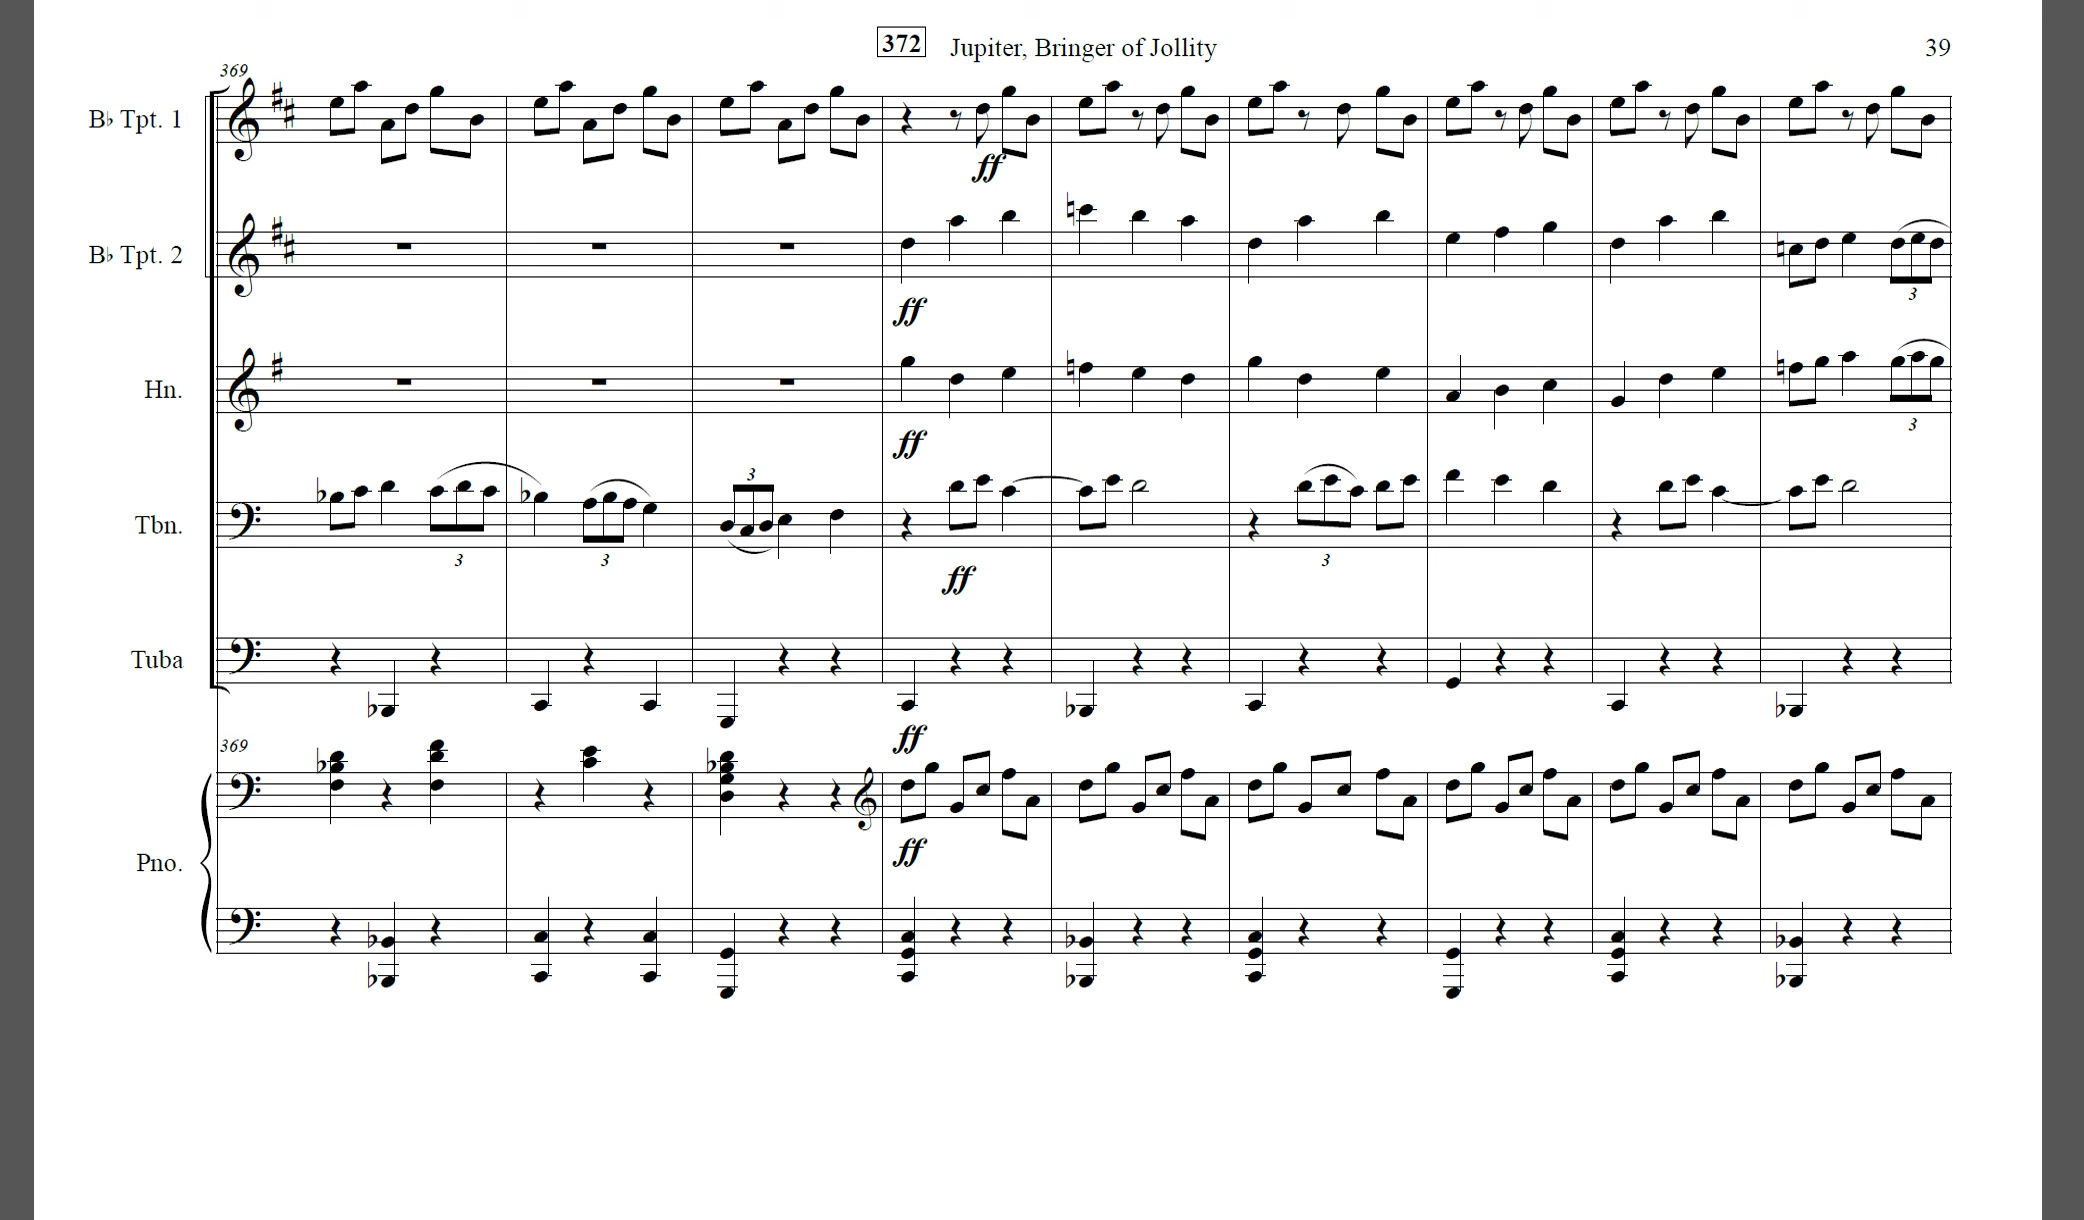 372 Jupiter, Bringer of Jollity 39
369
B♭ Tpt. 1
ff
B♭ Tpt. 2
ff
3
Hn.
ff
3
3
Tbn.
3
3
ff
3
Tuba
ff
369
Pno.
ff